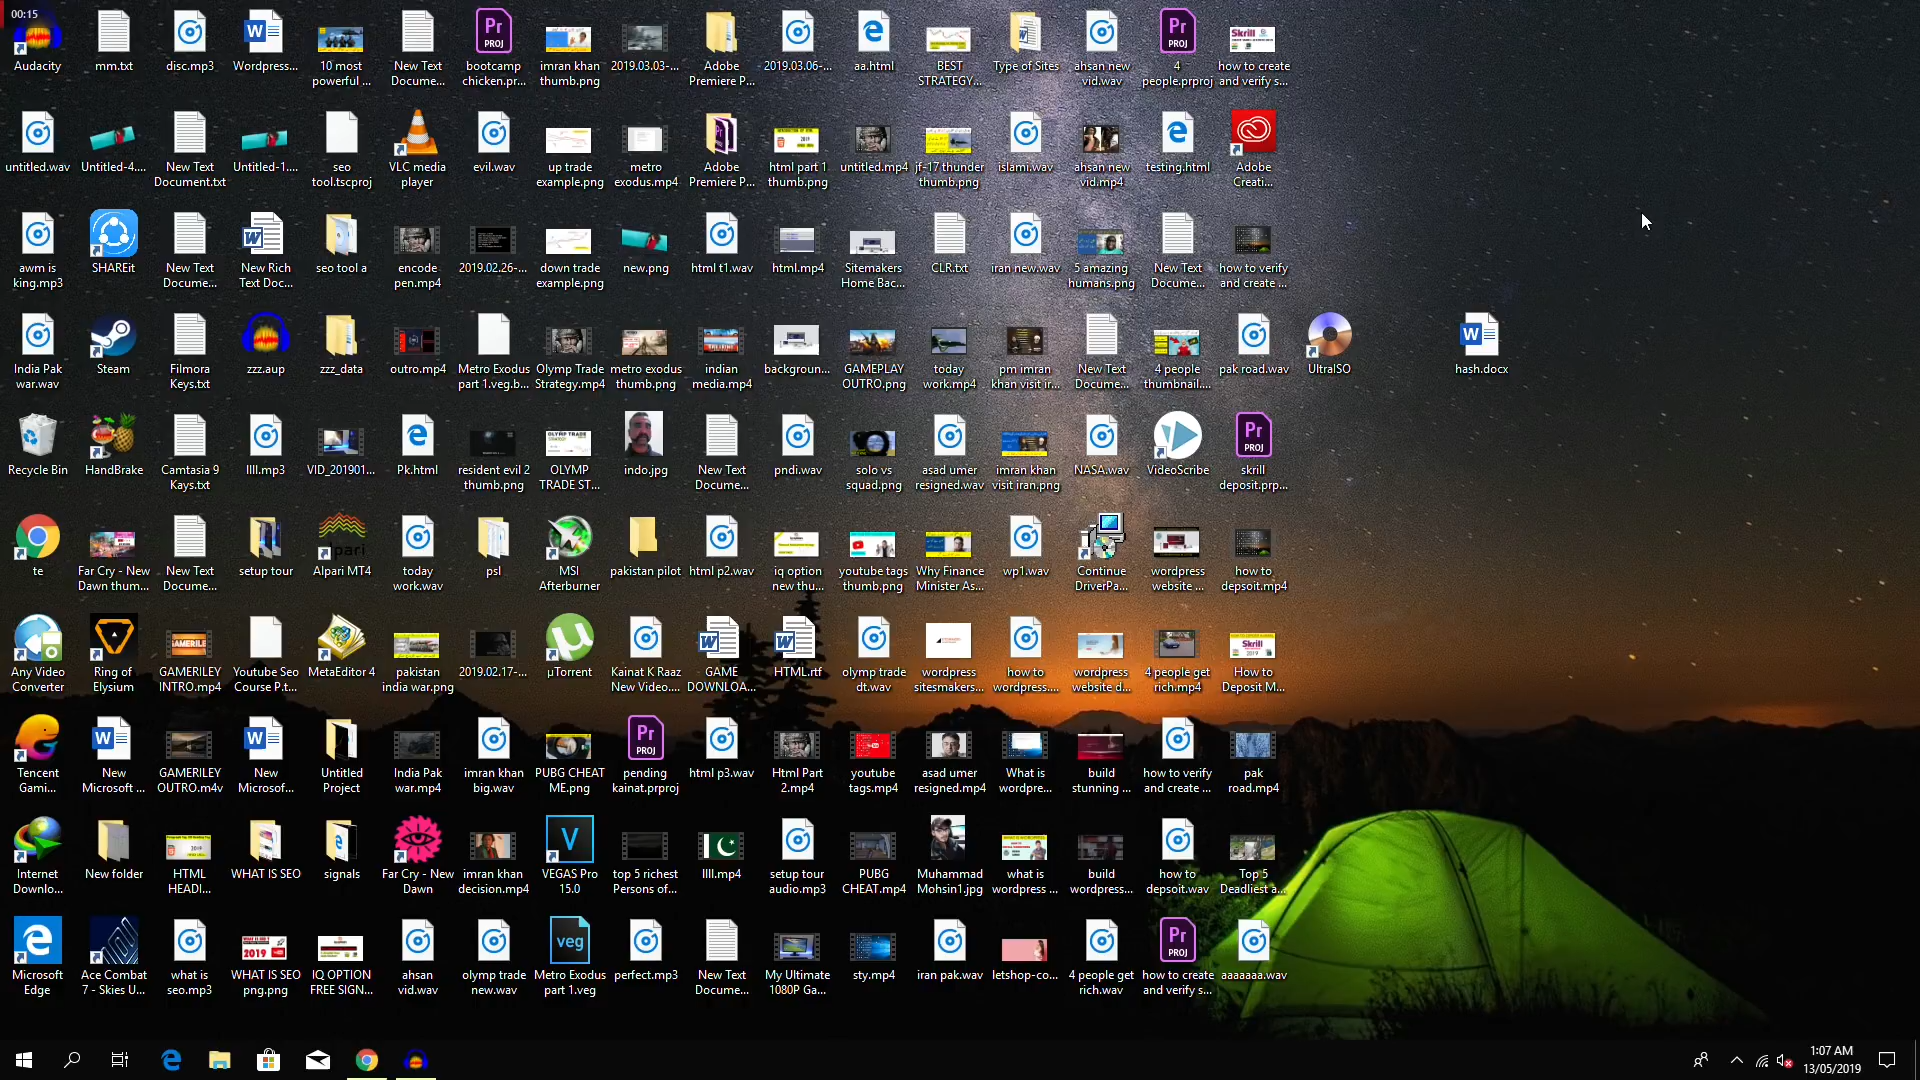 00:15
Audacity
mm.txt
disc.mp3
Wordpress...
10 most
powerful ...
New Text
Docume...
bootcamp
chicken.pr...
imran khan
thumb.png
2019.03.03-...
Adobe
Premiere P...
2019.03.06-...
aa.html
BEST
STRATEGY...
Type of Sites
ahsan new
vid.wav
4
people.prproj
how to create
and verify s...
untitled.wav
Untitled-4....
New Text
Document.txt
Untitled-1....
seo
tool.tscproj
VLC media
player
evil.wav
up trade
example.png
metro
exodus.mp4
Adobe
Premiere P...
html part 1
thumb.png
untitled.mp4
jf-17 thunder
thumb.png
islami.wav
ahsan new
vid.mp4
testing.html
Adobe
Creati...
awm is
king.mp3
SHAREit
New Text
Docume...
New Rich
Text Doc...
seo tool a
encode
pen.mp4
2019.02.26-...
down trade
example.png
new.png
html t1.wav
html.mp4
Sitemakers
Home Bac...
CLR.txt
iran new.wav
5 amazing
humans.png
New Text
Docume...
how to verify
and create ...
India Pak
war.wav
Steam
Filmora
Keys.txt
zzz.aup
zzz_data
outro.mp4
Metro Exodus
part 1.veg.b...
Olymp Trade
Strategy.mp4
metro exodus
thumb.png
indian
media.mp4
backgroun...
GAMEPLAY
OUTRO.png
today
work.mp4
pm imran
khan visit ir...
New Text
Docume...
4 people
thumbnail....
pak road.wav
UltraISO
hash.docx
Recycle Bin
HandBrake
Camtasia 9
Keys.txt
llll.mp3
VID_201901...
Pk.html
resident evil 2
thumb.png
OLYMP
TRADE ST...
indo.jpg
New Text
Docume...
pndi.wav
solo vs
squad.png
asad umer
resigned.wav
imran khan
visit iran.png
NASA.wav
VideoScribe
skrill
deposit.prp...
te
Far Cry - New
Dawn thum...
New Text
Docume...
setup tour
Alpari MT4
today
work.wav
psl
MSI
Afterburner
pakistan pilot
html p2.wav
iq option
new thu...
youtube tags
thumb.png
Why Finance
Minister As...
wp1.wav
Continue
DriverPa...
wordpress
website ...
how to
depsoit.mp4
Any Video
Converter
Ring of
Elysium
GAMERILEY
INTRO.mp4
Youtube Seo
Course P.t...
MetaEditor 4
pakistan
india war.png
2019.02.17-...
µTorrent
Kainat K Raaz
New Video....
GAME
DOWNLOA...
HTML.rtf
olymp trade
dt.wav
wordpress
sitesmakers...
how to
wordpress....
wordpress
website d...
4 people get
rich.mp4
How to
Deposit M...
Tencent
Gami...
New
Microsoft ...
GAMERILEY
OUTRO.m4v
New
Microsof...
Untitled
Project
India Pak
war.mp4
imran khan
big.wav
PUBG CHEAT
ME.png
pending
kainat.prproj
html p3.wav
Html Part
2.mp4
youtube
tags.mp4
asad umer
resigned.mp4
What is
wordpre...
build
stunning ...
how to verify
and create ...
pak
road.mp4
Internet
Downlo...
New folder
HTML
HEADI...
WHAT IS SEO
signals
Far Cry - New
Dawn
imran khan
decision.mp4
VEGAS Pro
15.0
top 5 richest
Persons of...
llll.mp4
setup tour
audio.mp3
PUBG
CHEAT.mp4
Muhammad
Mohsin1.jpg
what is
wordpress ...
build
wordpress...
how to
depsoit.wav
Top 5
Deadliest a...
Microsoft
Edge
Ace Combat
7 - Skies U...
what is
seo.mp3
WHAT IS SEO
png.png
IQ OPTION
FREE SIGN...
ahsan
vid.wav
olymp trade
new.wav
Metro Exodus
part 1.veg
perfect.mp3
New Text
Docume...
My Ultimate
1080P Ga...
sty.mp4
iran pak.wav
letshop-co...
4 people get
rich.wav
how to create
and verify s...
aaaaaaa.wav
1:07 AM
13/05/2019